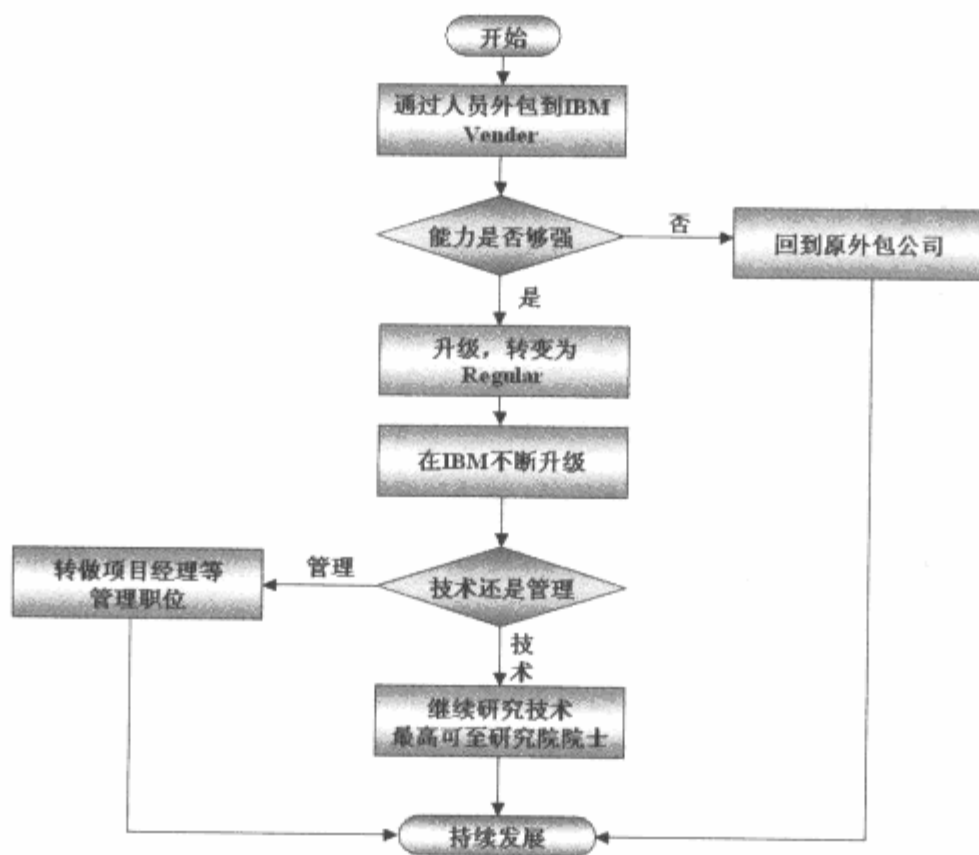 开始
通过人员外包到IBM
Vender
能力是否够强
否
回到原外包公司
是
升级，转变为
Regular
在IBM不断升级
转做项目经理等
管理职位
管理
技术还是管理
技
术
继续研究技术
最高可至研究院院士
持续发展